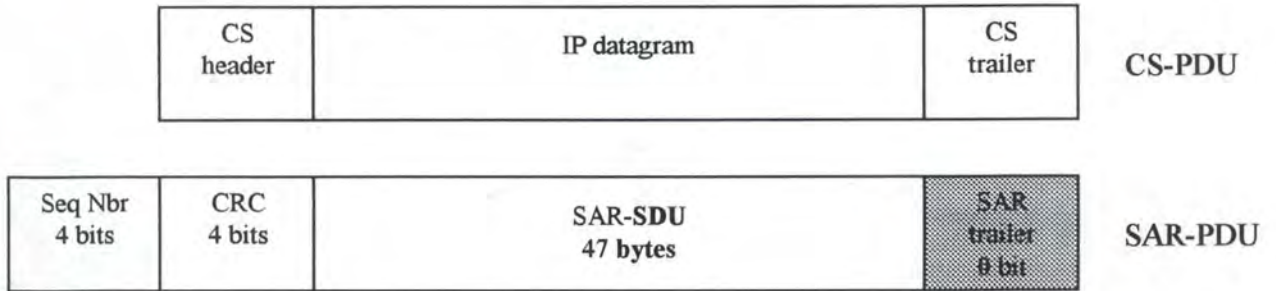 CS
header
IP datagram
CS
trailer
CS-PDU
Seq Nbr
4 bits
CRC
4 bits
SAR-SDU
47 bytes
SAR
trailer
0 bit
SAR-PDU